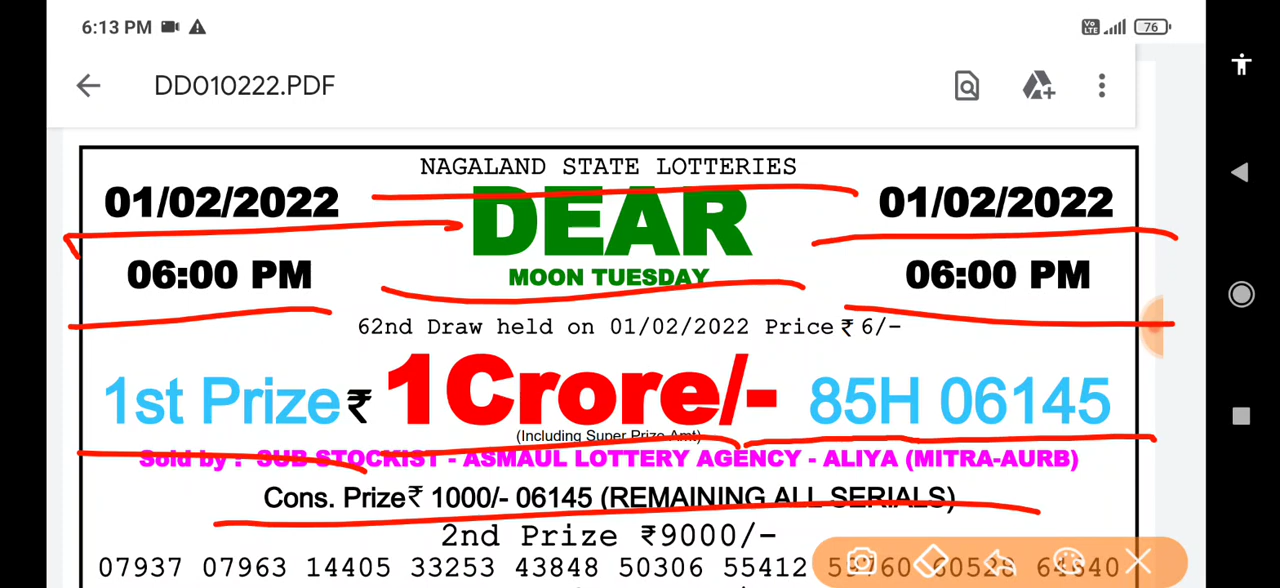 6:13 PM
Vo LTE 76
DD010222.PDF
NAGALAND STATE LOTTERIES
01/02/2022 DEAR 01/02/2022
06:00 PM MOON TUESDAY 06:00 PM
62nd Draw held on 01/02/2022 Price ₹ 6/-
1st Prize ₹ 1Crore/- 85H 06145
(Including Super Prize Amt)
Sold by : SUB STOCKIST - ASMAUL LOTTERY AGENCY - ALIYA (MITRA-AURB)
Cons. Prize ₹ 1000/- 06145 (REMAINING ALL SERIALS)
2nd Prize ₹9000/-
07937 07963 14405 33253 43848 50306 55412